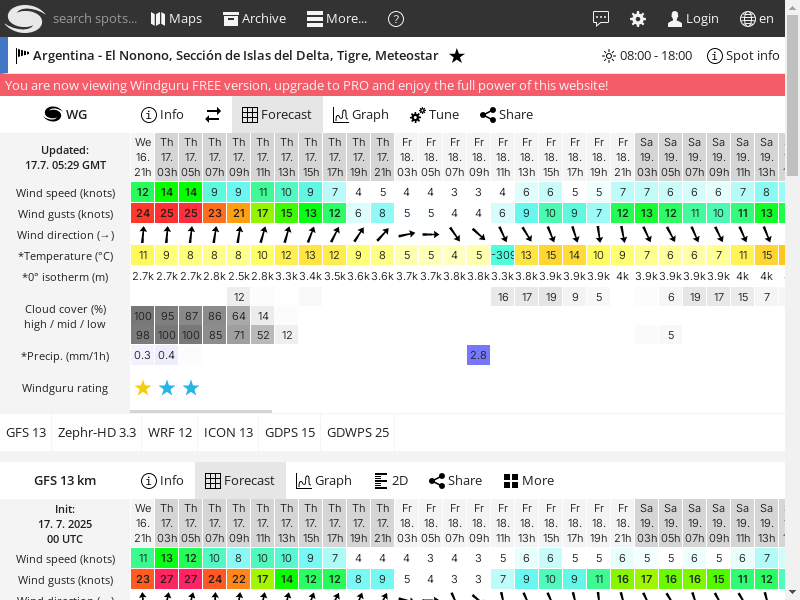 search spots... Maps Archive More... ? Login en
Argentina - El Nonono, Sección de Islas del Delta, Tigre, Meteostar ★ 08:00 - 18:00 Spot info
You are now viewing Windguru FREE version, upgrade to PRO and enjoy the full power of this website!
WG Info Forecast Graph Tune Share
Updated:
17.7. 05:29 GMT
We Th Th Th Th Th Th Th Th Th Th Fr Fr Fr Fr Fr Fr Fr Fr Fr Fr Sa Sa Sa Sa Sa Sa
16. 17. 17. 17. 17. 17. 17. 17. 17. 17. 17. 18. 18. 18. 18. 18. 18. 18. 18. 18. 18. 19. 19. 19. 19. 19. 19.
21h 03h 05h 07h 09h 11h 13h 15h 17h 19h 21h 03h 05h 07h 09h 11h 13h 15h 17h 19h 21h 03h 05h 07h 09h 11h 13h
Wind speed (knots) 12 14 14 9 9 11 10 9 7 4 5 4 4 3 3 4 6 6 5 5 7 7 6 6 6 7 8
Wind gusts (knots) 24 25 25 23 21 17 15 13 12 6 8 5 5 4 4 6 9 10 9 7 12 13 12 11 10 11 13
Wind direction (→)
*Temperature (°C) 11 9 8 8 8 10 12 13 12 9 8 5 5 4 5 -309 13 15 14 10 9 7 6 6 7 11 15
*0° isotherm (m) 2.7k 2.7k 2.7k 2.8k 2.5k 2.8k 3.3k 3.4k 3.5k 3.6k 3.6k 3.7k 3.7k 3.8k 3.8k 3.3k 3.8k 3.9k 3.9k 3.9k 4k 3.9k 3.9k 3.9k 3.9k 4k 4k
Cloud cover (%)
high / mid / low
12 16 17 19 9 5 6 19 17 15 7
100 95 87 86 64 14
98 100 100 85 71 52 12 5
*Precip. (mm/1h) 0.3 0.4 2.8
Windguru rating ★ ★ ★
GFS 13 Zephr-HD 3.3 WRF 12 ICON 13 GDPS 15 GDWPS 25
GFS 13 km Info Forecast Graph 2D Share More
Init:
17. 7. 2025
00 UTC
We Th Th Th Th Th Th Th Th Th Th Fr Fr Fr Fr Fr Fr Fr Fr Fr Fr Sa Sa Sa Sa Sa Sa
16. 17. 17. 17. 17. 17. 17. 17. 17. 17. 17. 18. 18. 18. 18. 18. 18. 18. 18. 18. 18. 19. 19. 19. 19. 19. 19.
21h 03h 05h 07h 09h 11h 13h 15h 17h 19h 21h 03h 05h 07h 09h 11h 13h 15h 17h 19h 21h 03h 05h 07h 09h 11h 13h
Wind speed (knots) 11 13 12 10 8 10 10 9 7 4 4 4 3 4 3 5 6 6 5 5 6 5 5 6 5 6 7
Wind gusts (knots) 23 27 27 24 22 17 14 12 12 8 9 5 4 3 3 7 9 10 9 11 16 17 16 16 15 11 12